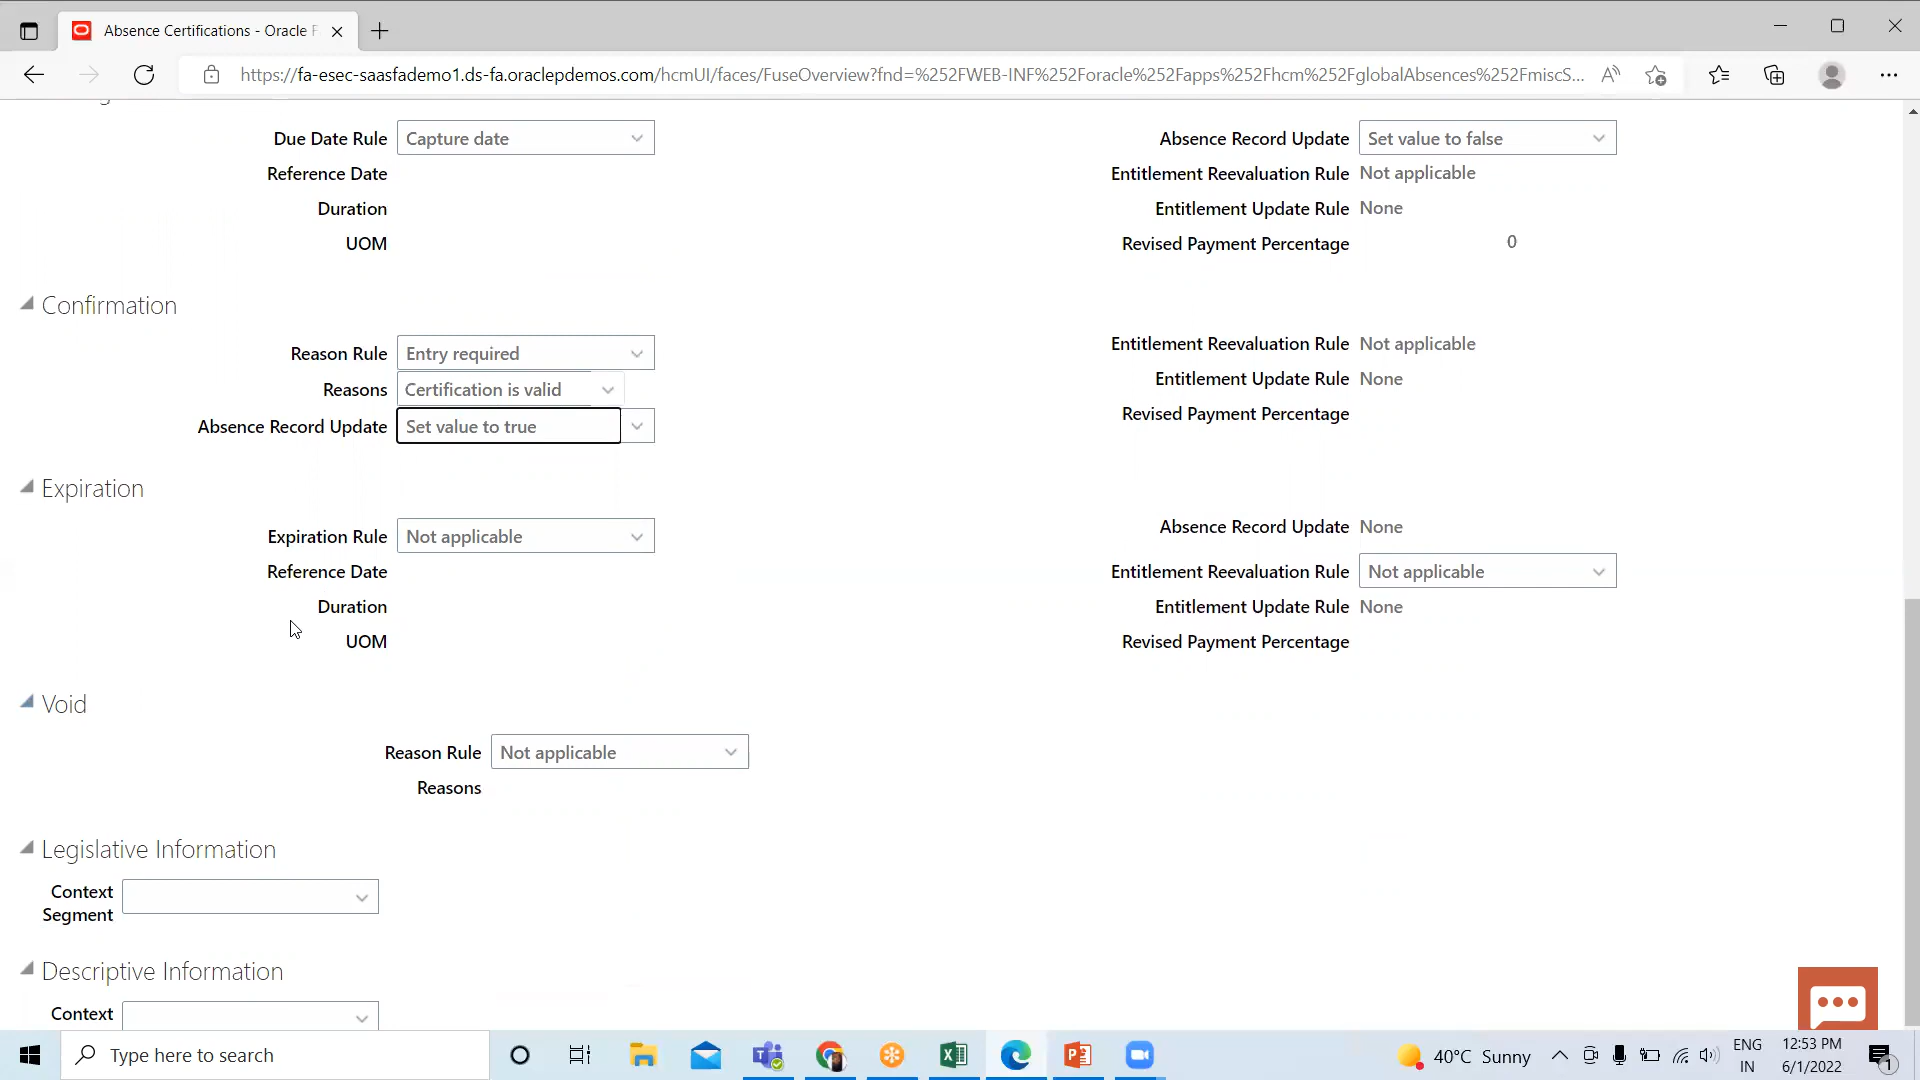 Absence Certifications - Oracle F
https://fa-esec-saasfademo1.ds-fa.oraclepdemos.com/hcmUI/faces/FuseOverview?fnd=%252FWEB-INF%252Foracle%252Fapps%252Fhcm%252FglobalAbsences%252FmiscS...
Due Date Rule Capture date
Absence Record Update Set value to false
Reference Date
Entitlement Reevaluation Rule Not applicable
Duration
Entitlement Update Rule None
UOM
Revised Payment Percentage 0
Confirmation
Reason Rule Entry required
Entitlement Reevaluation Rule Not applicable
Reasons Certification is valid
Entitlement Update Rule None
Absence Record Update Set value to true
Revised Payment Percentage
Expiration
Expiration Rule Not applicable
Absence Record Update None
Reference Date
Entitlement Reevaluation Rule Not applicable
Duration
Entitlement Update Rule None
UOM
Revised Payment Percentage
Void
Reason Rule Not applicable
Reasons
Legislative Information
Context
Segment
Descriptive Information
Context
Type here to search
40°C Sunny
ENG
IN
12:53 PM
6/1/2022
1